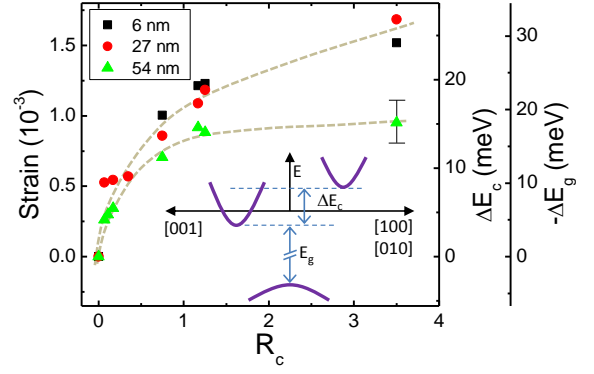 6 nm
27 nm
54 nm
1.5
1.0
0.5
0.0
Strain (10⁻³)
0
1
2
3
4
R_c
20
10
0
ΔE_c (meV)
30
20
10
0
-ΔE_g (meV)
E
ΔE_c
[001]
[100]
[010]
E_g